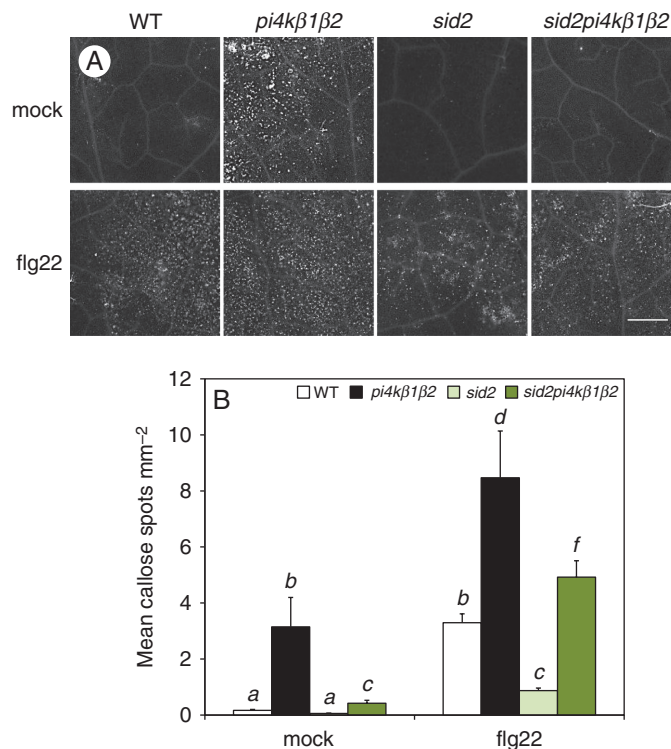 WT pi4kβ1β2 sid2 sid2pi4kβ1β2
A
mock
flg22
B
WT pi4kβ1β2 sid2 sid2pi4kβ1β2
Mean callose spots mm⁻²
12
10
8
6
4
2
0
a b a c
b d c f
mock flg22